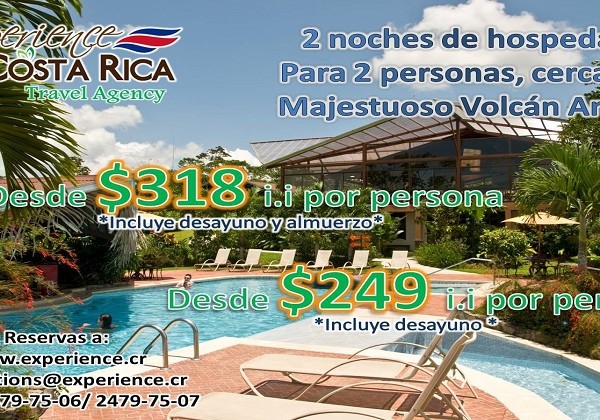 perience
COSTA RICA
Travel Agency
2 noches de hospeda
Para 2 personas, cerca
Majestuoso Volcán Ar
Desde $318 i.i por persona
*Incluye desayuno y almuerzo*
Desde $249 i.i por per
*Incluye desayuno *
Reservas a:
w.experience.cr
tions@experience.cr
79-75-06/ 2479-75-07